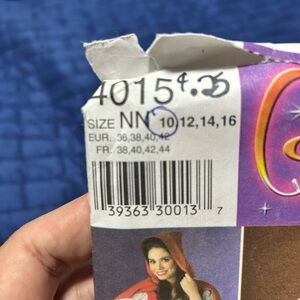 4015 4.25
SIZE NN 10,12,14,16
EUR. 36,38,40,42
FR. 38,40,42,44
39363 30013 7